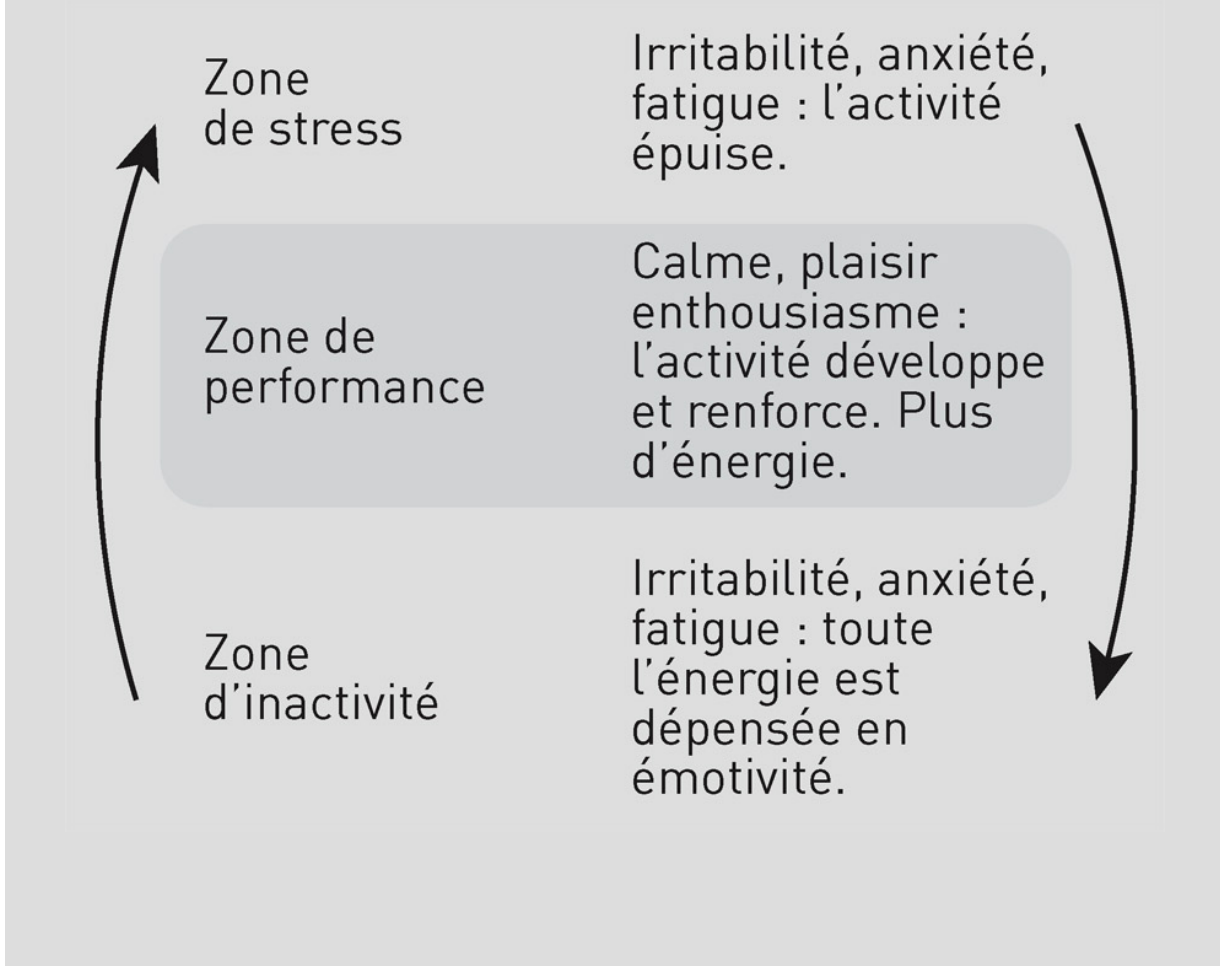 Zone
de stress
Irritabilité, anxiété,
fatigue : l’activité
épuise.
Zone de
performance
Calme, plaisir
enthousiasme :
l’activité développe
et renforce. Plus
d’énergie.
Zone
d’inactivité
Irritabilité, anxiété,
fatigue : toute
l’énergie est
dépensée en
émotivité.